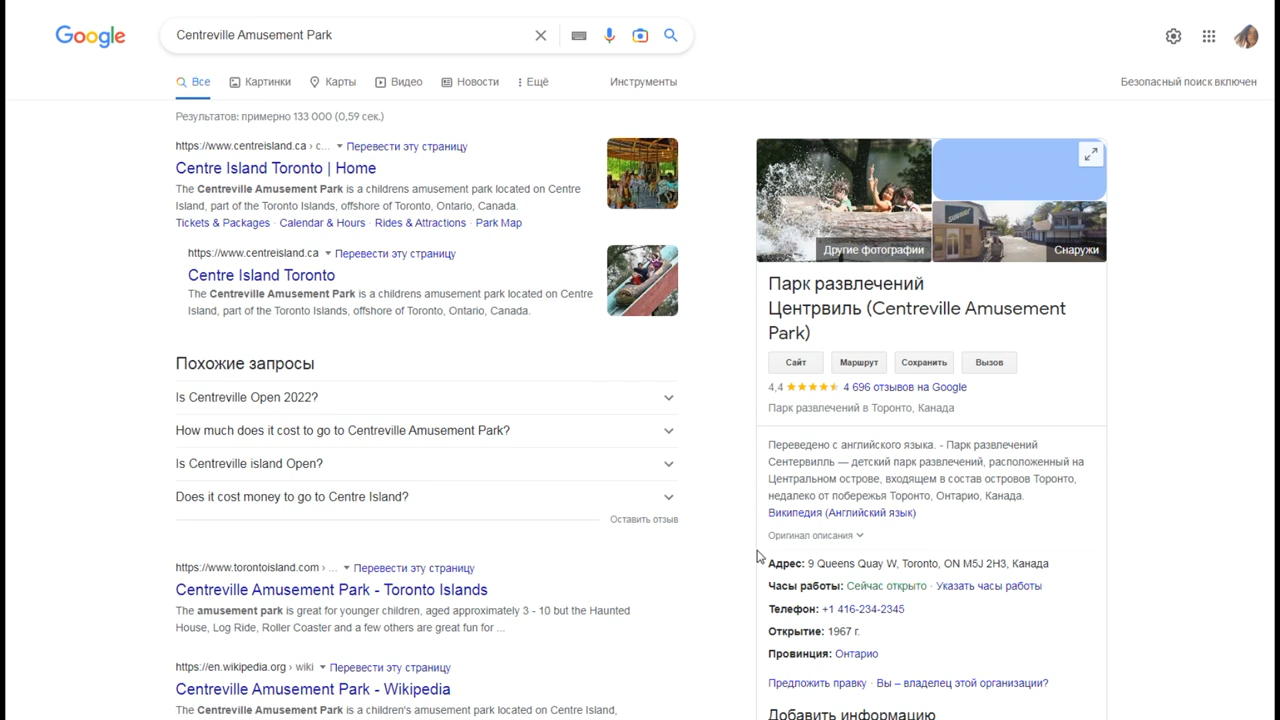 Google
Centreville Amusement Park
Все Картинки Карты Видео Новости Ещё Инструменты
Безопасный поиск включен
Результатов: примерно 133 000 (0,59 сек.)
https://www.centreisland.ca › c... Перевести эту страницу
Centre Island Toronto | Home
The Centreville Amusement Park is a childrens amusement park located on Centre
Island, part of the Toronto Islands, offshore of Toronto, Ontario, Canada.
Tickets & Packages · Calendar & Hours · Rides & Attractions · Park Map
https://www.centreisland.ca Перевести эту страницу
Centre Island Toronto
The Centreville Amusement Park is a childrens amusement park located on Centre
Island, part of the Toronto Islands, offshore of Toronto, Ontario, Canada.
Похожие запросы
Is Centreville Open 2022?
How much does it cost to go to Centreville Amusement Park?
Is Centreville island Open?
Does it cost money to go to Centre Island?
Оставить отзыв
https://www.torontoisland.com › ... Перевести эту страницу
Centreville Amusement Park - Toronto Islands
The amusement park is great for younger children, aged approximately 3 - 10 but the Haunted
House, Log Ride, Roller Coaster and a few others are great fun for ...
https://en.wikipedia.org › wiki Перевести эту страницу
Centreville Amusement Park - Wikipedia
The Centreville Amusement Park is a children's amusement park located on Centre Island,
SUBWAY
Другие фотографии
Снаружи
Парк развлечений
Центрвиль (Centreville Amusement
Park)
Сайт Маршрут Сохранить Вызов
4,4 4 696 отзывов на Google
Парк развлечений в Торонто, Канада
Переведено с английского языка. - Парк развлечений
Сентервилль — детский парк развлечений, расположенный на
Центральном острове, входящем в состав островов Торонто,
недалеко от побережья Торонто, Онтарио, Канада.
Википедия (Английский язык)
Оригинал описания
Адрес: 9 Queens Quay W, Toronto, ON M5J 2H3, Канада
Часы работы: Сейчас открыто · Указать часы работы
Телефон: +1 416-234-2345
Открытие: 1967 г.
Провинция: Онтарио
Предложить правку · Вы – владелец этой организации?
Добавить информацию